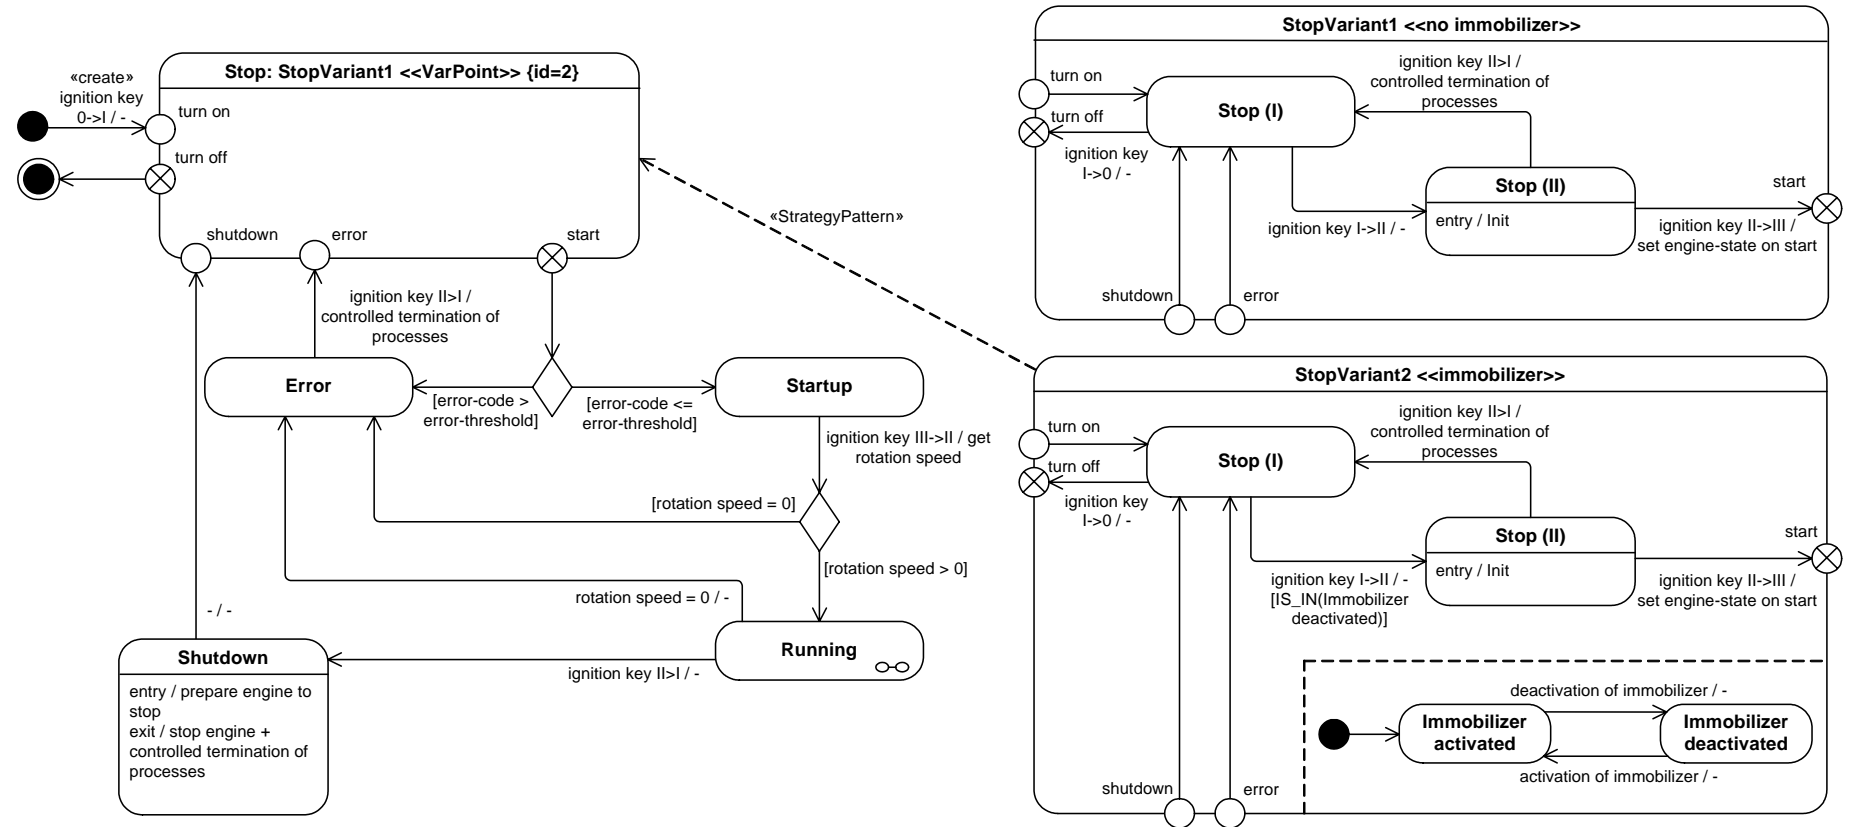 Stop: StopVariant1 <<VarPoint>> {id=2}
«create»
ignition key
0->I / -
turn on
turn off
shutdown
error
start
ignition key II>I /
controlled termination of
processes
Error
Startup
[error-code >
error-threshold]
[error-code <=
error-threshold]
ignition key III->II / get
rotation speed
[rotation speed = 0]
[rotation speed > 0]
rotation speed = 0 / -
- / -
Running
ignition key II>I / -
Shutdown
entry / prepare engine to
stop
exit / stop engine +
controlled termination of
processes
«StrategyPattern»
StopVariant1 <<no immobilizer>>
turn on
turn off
ignition key
I->0 / -
Stop (I)
ignition key II>I /
controlled termination of
processes
Stop (II)
entry / Init
ignition key I->II / -
start
ignition key II->III /
set engine-state on start
shutdown
error
StopVariant2 <<immobilizer>>
turn on
turn off
ignition key
I->0 / -
Stop (I)
ignition key II>I /
controlled termination of
processes
Stop (II)
entry / Init
ignition key I->II / -
[IS_IN(Immobilizer
deactivated)]
start
ignition key II->III /
set engine-state on start
deactivation of immobilizer / -
Immobilizer
activated
Immobilizer
deactivated
activation of immobilizer / -
shutdown
error